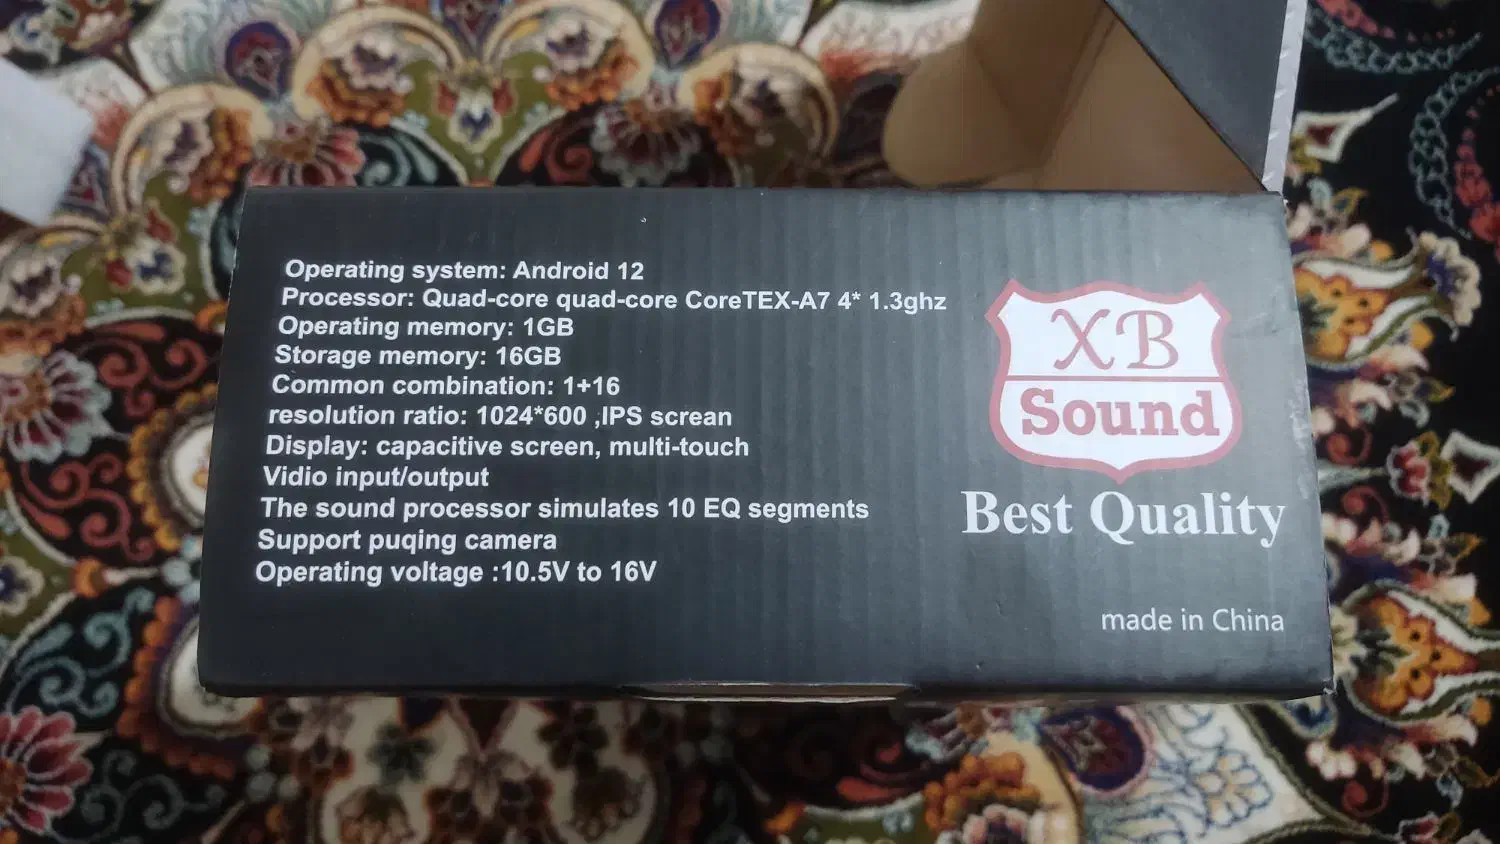 Operating system: Android 12
Processor: Quad-core quad-core CoreTEX-A7 4* 1.3ghz
Operating memory: 1GB
Storage memory: 16GB
Common combination: 1+16
resolution ratio: 1024*600 ,IPS screan
Display: capacitive screen, multi-touch
Vidio input/output
The sound processor simulates 10 EQ segments
Support puqing camera
Operating voltage :10.5V to 16V
XB
Sound
Best Quality
made in China